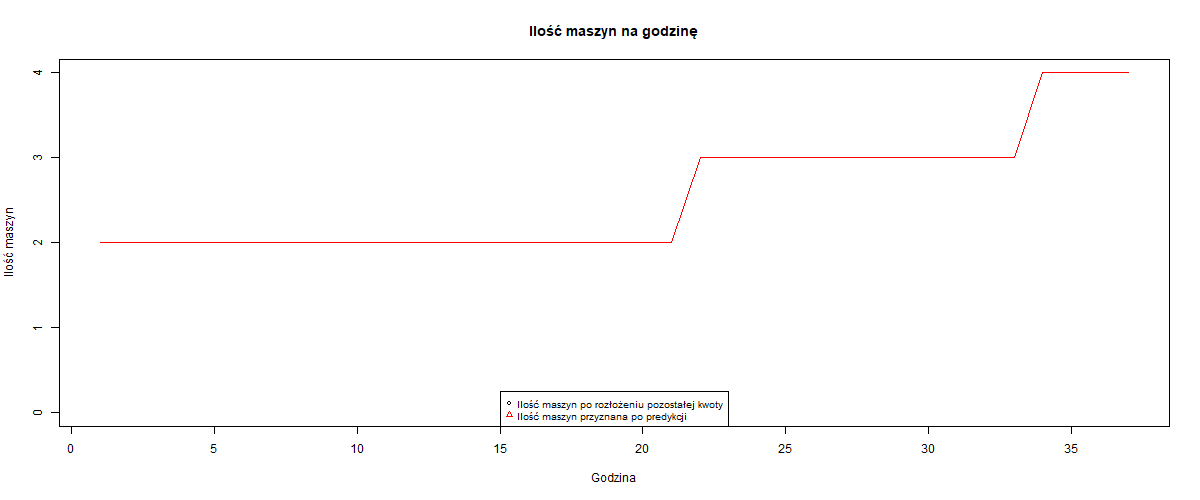 Ilość maszyn na godzinę
Ilość maszyn
4
3
2
1
0
Ilość maszyn po rozłożeniu pozostałej kwoty
Ilość maszyn przyznana po predykcji
0 5 10 15 20 25 30 35
Godzina